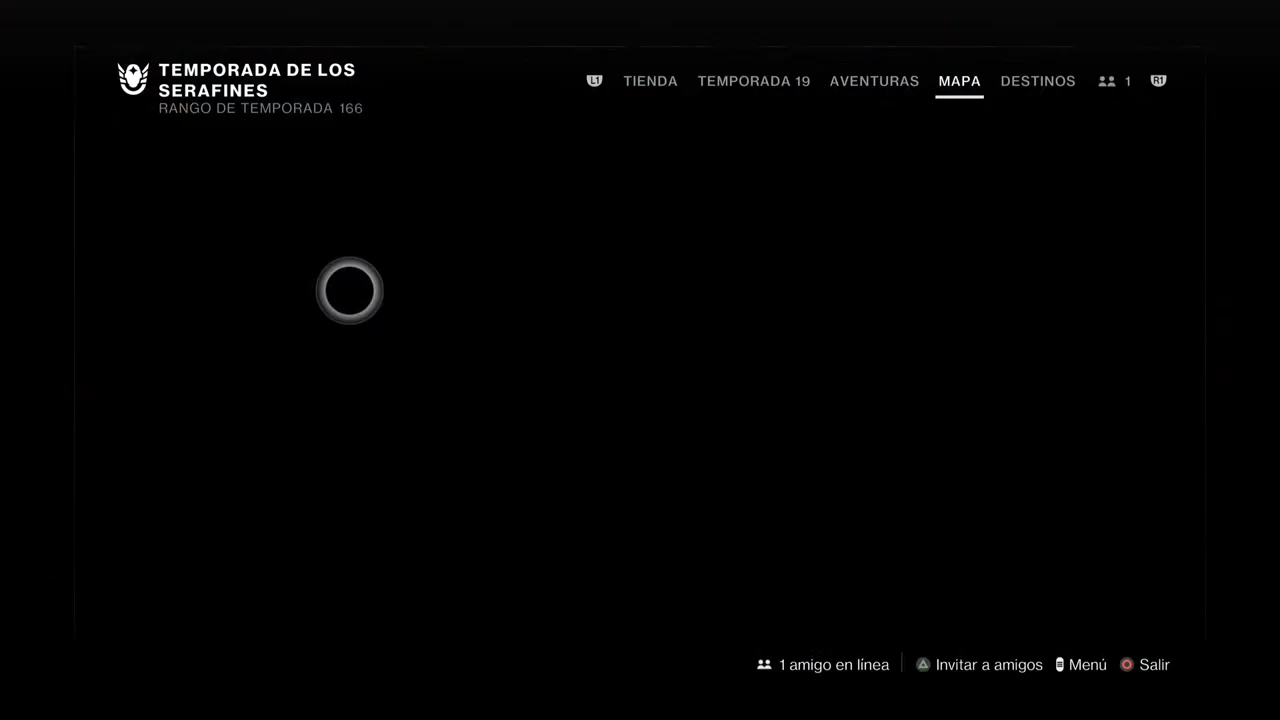 TEMPORADA DE LOS
SERAFINES
RANGO DE TEMPORADA 166
L1 TIENDA TEMPORADA 19 AVENTURAS MAPA DESTINOS 1 R1
1 amigo en línea Invitar a amigos Menú Salir